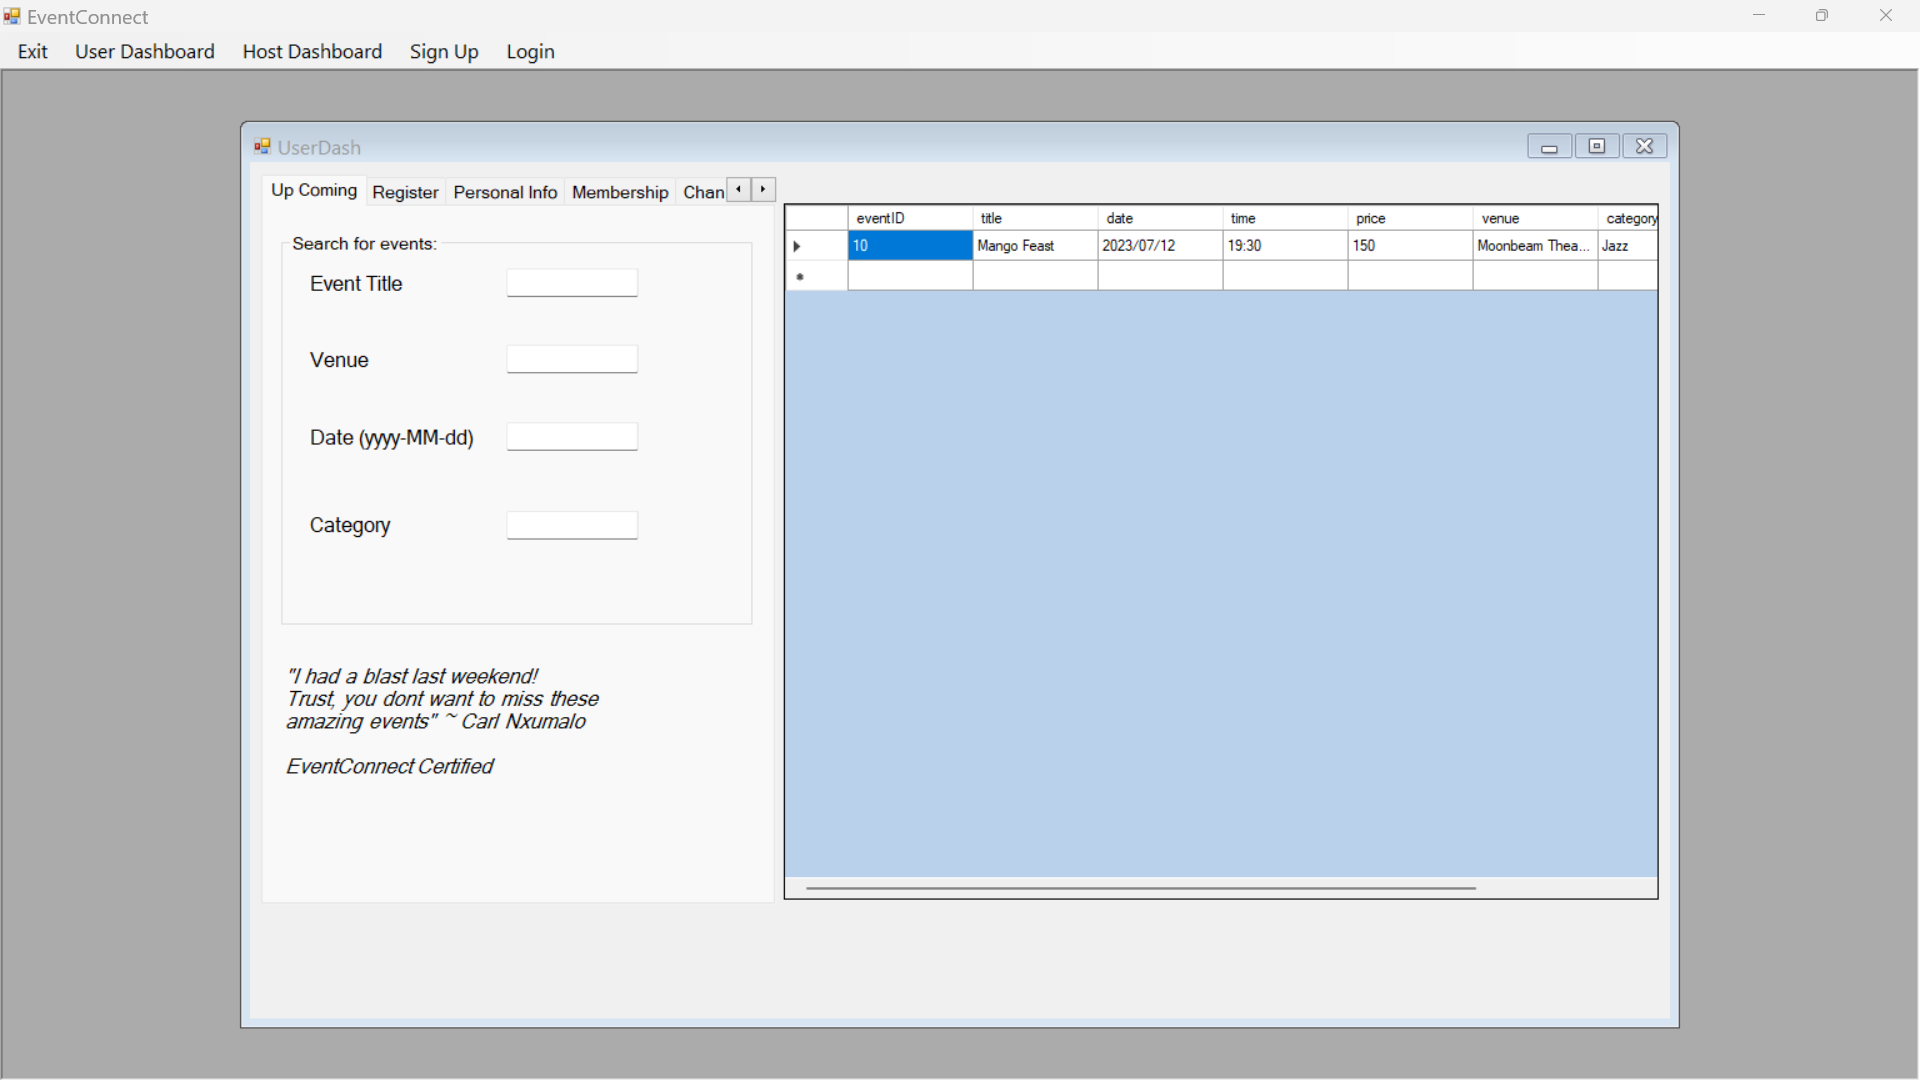 EventConnect
Exit User Dashboard Host Dashboard Sign Up Login
UserDash
Up Coming Register Personal Info Membership Chan
eventID title date time price venue category
10 Mango Feast 2023/07/12 19:30 150 Moonbeam Thea... Jazz
Search for events:
Event Title
Venue
Date (yyyy-MM-dd)
Category
"I had a blast last weekend!
Trust, you dont want to miss these
amazing events" ~ Carl Nxumalo
EventConnect Certified